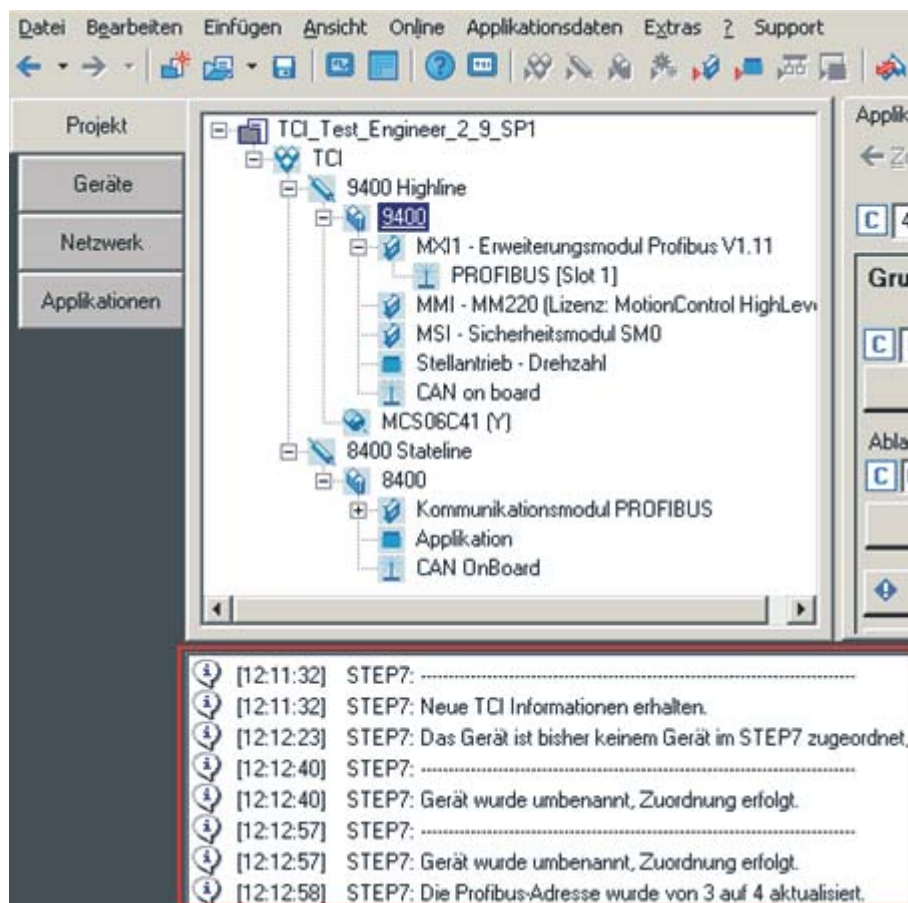 Datei Bearbeiten Einfügen Ansicht Online Applikationsdaten Extras ? Support
Projekt
Geräte
Netzwerk
Applikationen
TCI_Test_Engineer_2_9_SP1
TCI
9400 Highline
9400
MXI1 - Erweiterungsmodul Profibus V1.11
PROFIBUS [Slot 1]
MMI - MM220 (Lizenz: MotionControl HighLev
MSI - Sicherheitsmodul SM0
Stellantrieb - Drehzahl
CAN on board
MCS06C41 (Y)
8400 Stateline
8400
Kommunikationsmodul PROFIBUS
Applikation
CAN OnBoard
Applik
Z
C 4
Gru
C
Abla
C
[12:11:32] STEP7: ------------------------------------------------------------
[12:11:32] STEP7: Neue TCI Informationen erhalten.
[12:12:23] STEP7: Das Gerät ist bisher keinem Gerät im STEP7 zugeordnet,
[12:12:40] STEP7: ------------------------------------------------------------
[12:12:40] STEP7: Gerät wurde umbenannt, Zuordnung erfolgt.
[12:12:57] STEP7: ------------------------------------------------------------
[12:12:57] STEP7: Gerät wurde umbenannt, Zuordnung erfolgt.
[12:12:58] STEP7: Die Profibus-Adresse wurde von 3 auf 4 aktualisiert.